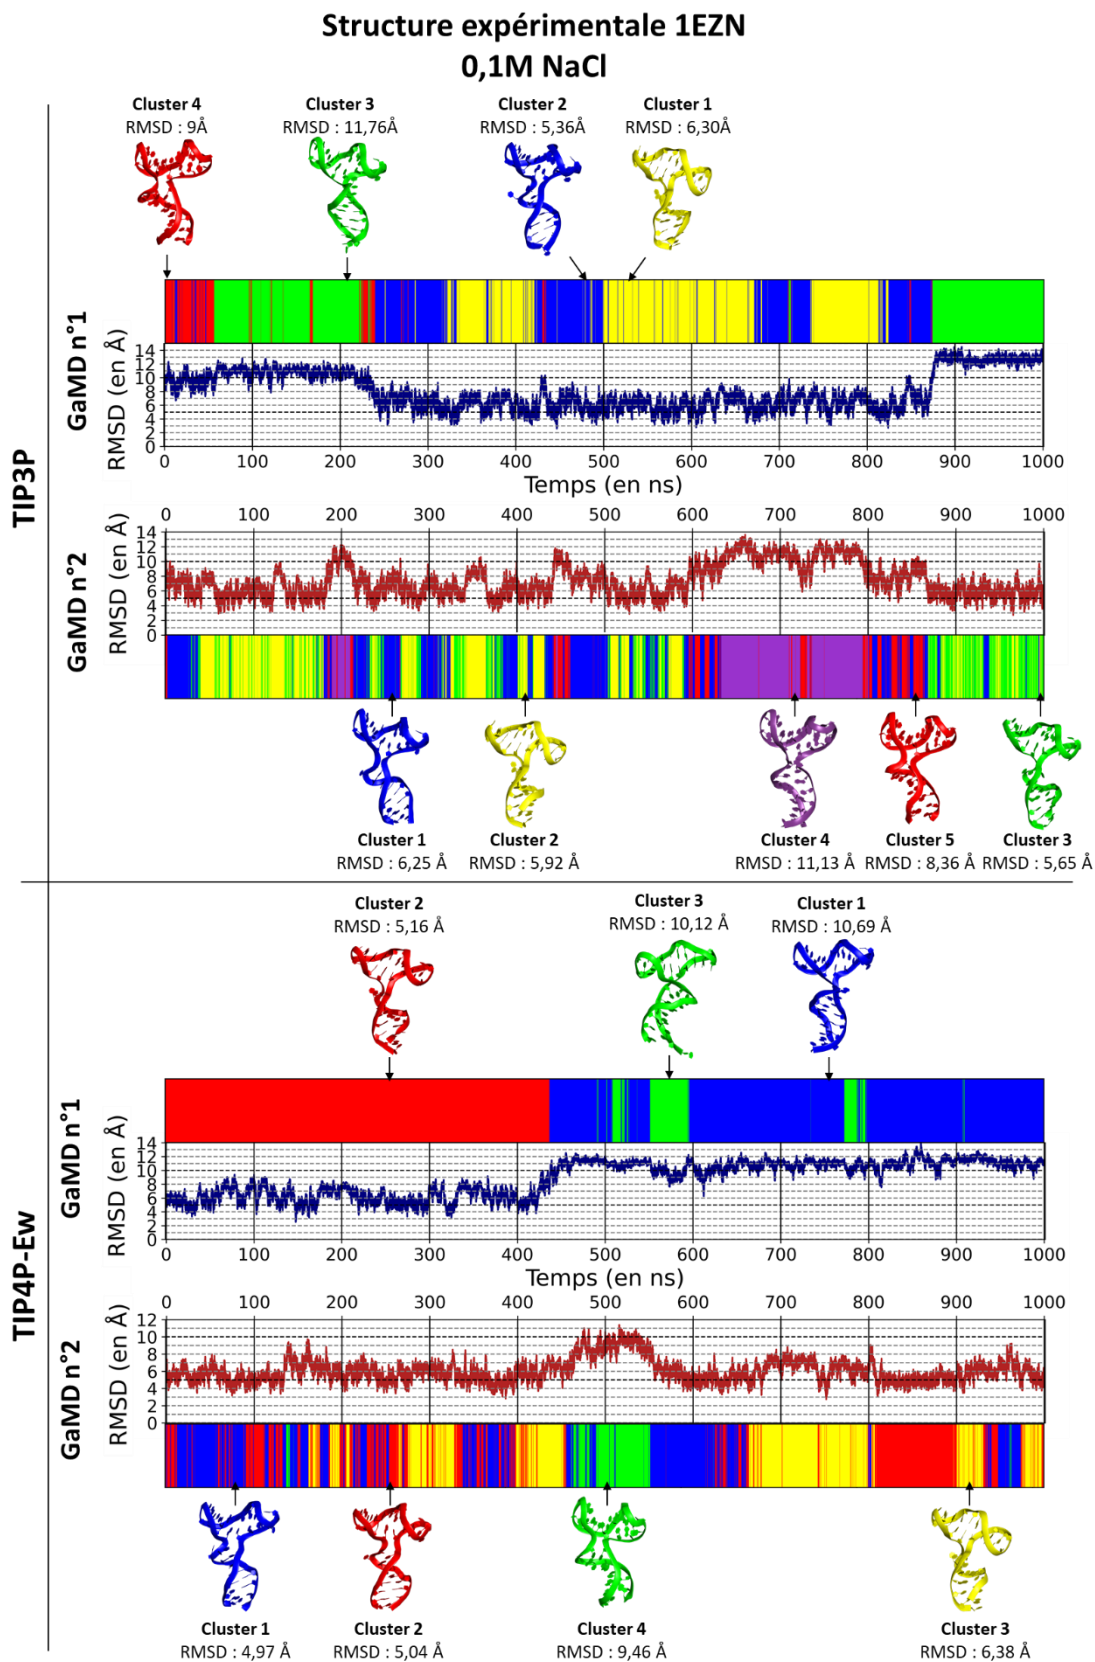 Structure expérimentale 1EZN
0,1M NaCl
Cluster 4
RMSD : 9Å
Cluster 3
RMSD : 11,76Å
Cluster 2
RMSD : 5,36Å
Cluster 1
RMSD : 6,30Å
TIP3P
GaMD n°1
RMSD (en Å)
14
12
10
8
6
4
2
0
0 100 200 300 400 500 600 700 800 900 1000
Temps (en ns)
0 100 200 300 400 500 600 700 800 900 1000
GaMD n°2
RMSD (en Å)
14
12
10
8
6
4
2
0
Cluster 1
RMSD : 6,25 Å
Cluster 2
RMSD : 5,92 Å
Cluster 4
RMSD : 11,13 Å
Cluster 5
RMSD : 8,36 Å
Cluster 3
RMSD : 5,65 Å
Cluster 2
RMSD : 5,16 Å
Cluster 3
RMSD : 10,12 Å
Cluster 1
RMSD : 10,69 Å
TIP4P-Ew
GaMD n°1
RMSD (en Å)
14
12
10
8
6
4
2
0
0 100 200 300 400 500 600 700 800 900 1000
Temps (en ns)
0 100 200 300 400 500 600 700 800 900 1000
GaMD n°2
RMSD (en Å)
12
10
8
6
4
2
0
Cluster 1
RMSD : 4,97 Å
Cluster 2
RMSD : 5,04 Å
Cluster 4
RMSD : 9,46 Å
Cluster 3
RMSD : 6,38 Å